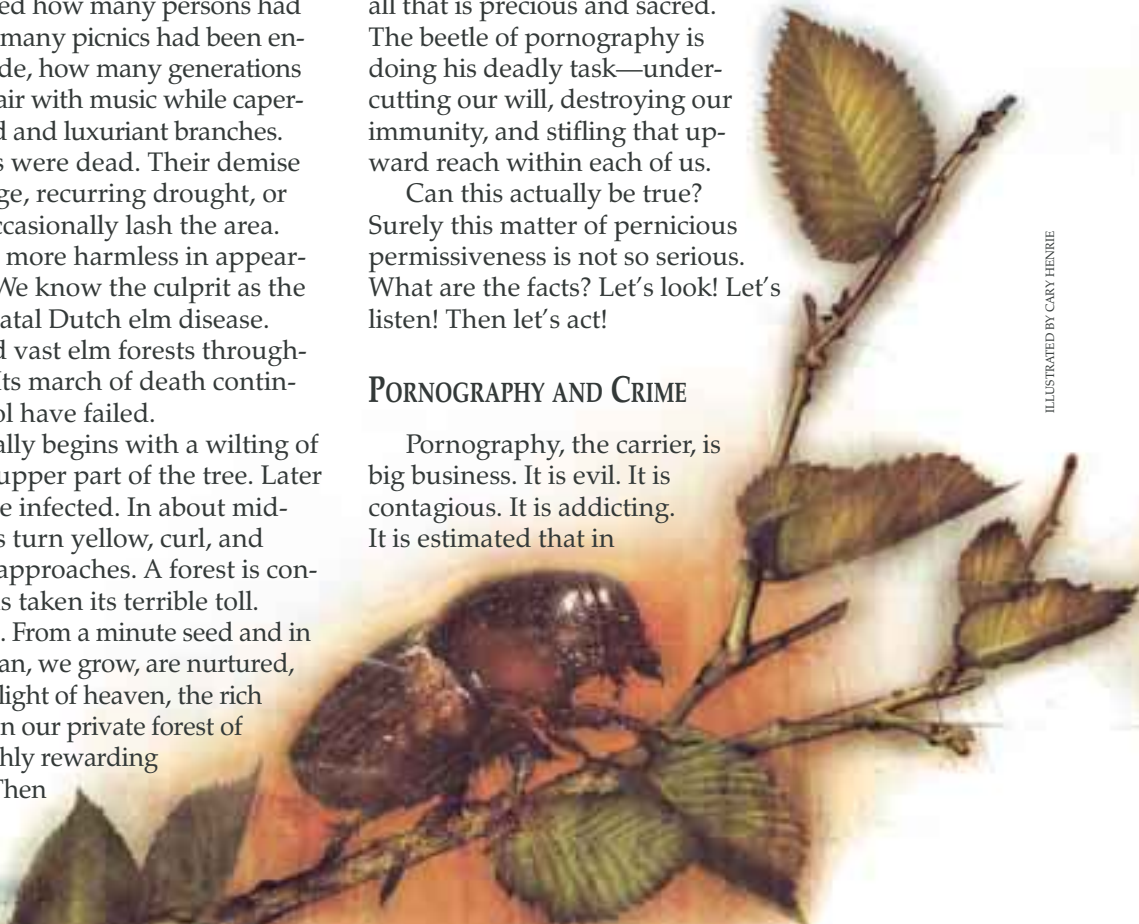 ed how many persons had
many picnics had been en-
de, how many generations
air with music while caper-
d and luxuriant branches.
s were dead. Their demise
ge, recurring drought, or
ccasionally lash the area.
more harmless in appear-
We know the culprit as the
atal Dutch elm disease.
d vast elm forests through-
Its march of death contin-
ol have failed.
ally begins with a wilting of
upper part of the tree. Later
e infected. In about mid-
s turn yellow, curl, and
approaches. A forest is con-
s taken its terrible toll.
. From a minute seed and in
an, we grow, are nurtured,
light of heaven, the rich
n our private forest of
hly rewarding
Then
all that is precious and sacred.
The beetle of pornography is
doing his deadly task—under-
cutting our will, destroying our
immunity, and stifling that up-
ward reach within each of us.
Can this actually be true?
Surely this matter of pernicious
permissiveness is not so serious.
What are the facts? Let's look! Let's
listen! Then let's act!
PORNOGRAPHY AND CRIME
Pornography, the carrier, is
big business. It is evil. It is
contagious. It is addicting.
It is estimated that in
ILLUSTRATED BY CARY HENRIE